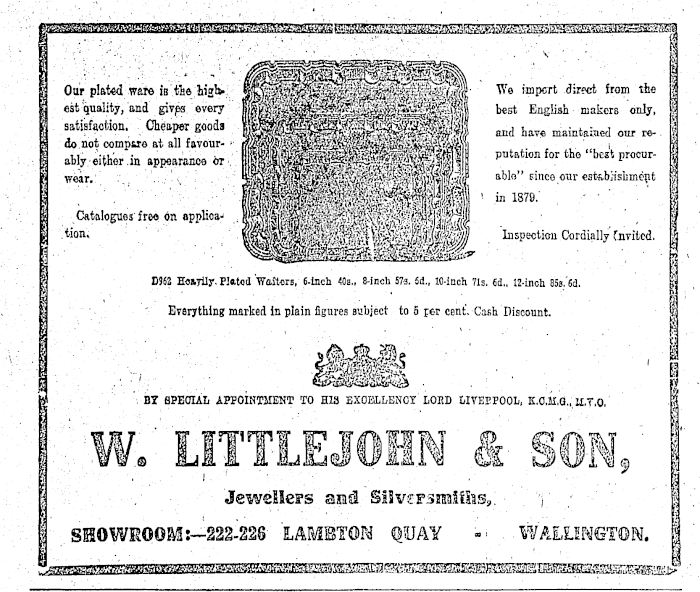 Our plated ware is the high-
est quality, and gives every
satisfaction. Cheaper goods
do not compare at all favour-
ably either in appearance or
wear.
Catalogues free on applica-
tion.
We import direct from the
best English makers only,
and have maintained our re-
putation for the "best procur-
able" since our establishment
in 1879.
Inspection Cordially Invited.
D962 Heavily Plated Waiters, 6-inch 40s., 8-inch 57s. 6d., 10-inch 71s. 6d., 12-inch 85s. 6d.
Everything marked in plain figures subject to 5 per cent. Cash Discount.
BY SPECIAL APPOINTMENT TO HIS EXCELLENCY LORD LIVERPOOL, K.C.M.G., M.V.O.
W. LITTLEJOHN & SON,
Jewellers and Silversmiths,
SHOWROOM:—222-226 LAMBTON QUAY - WALLINGTON.